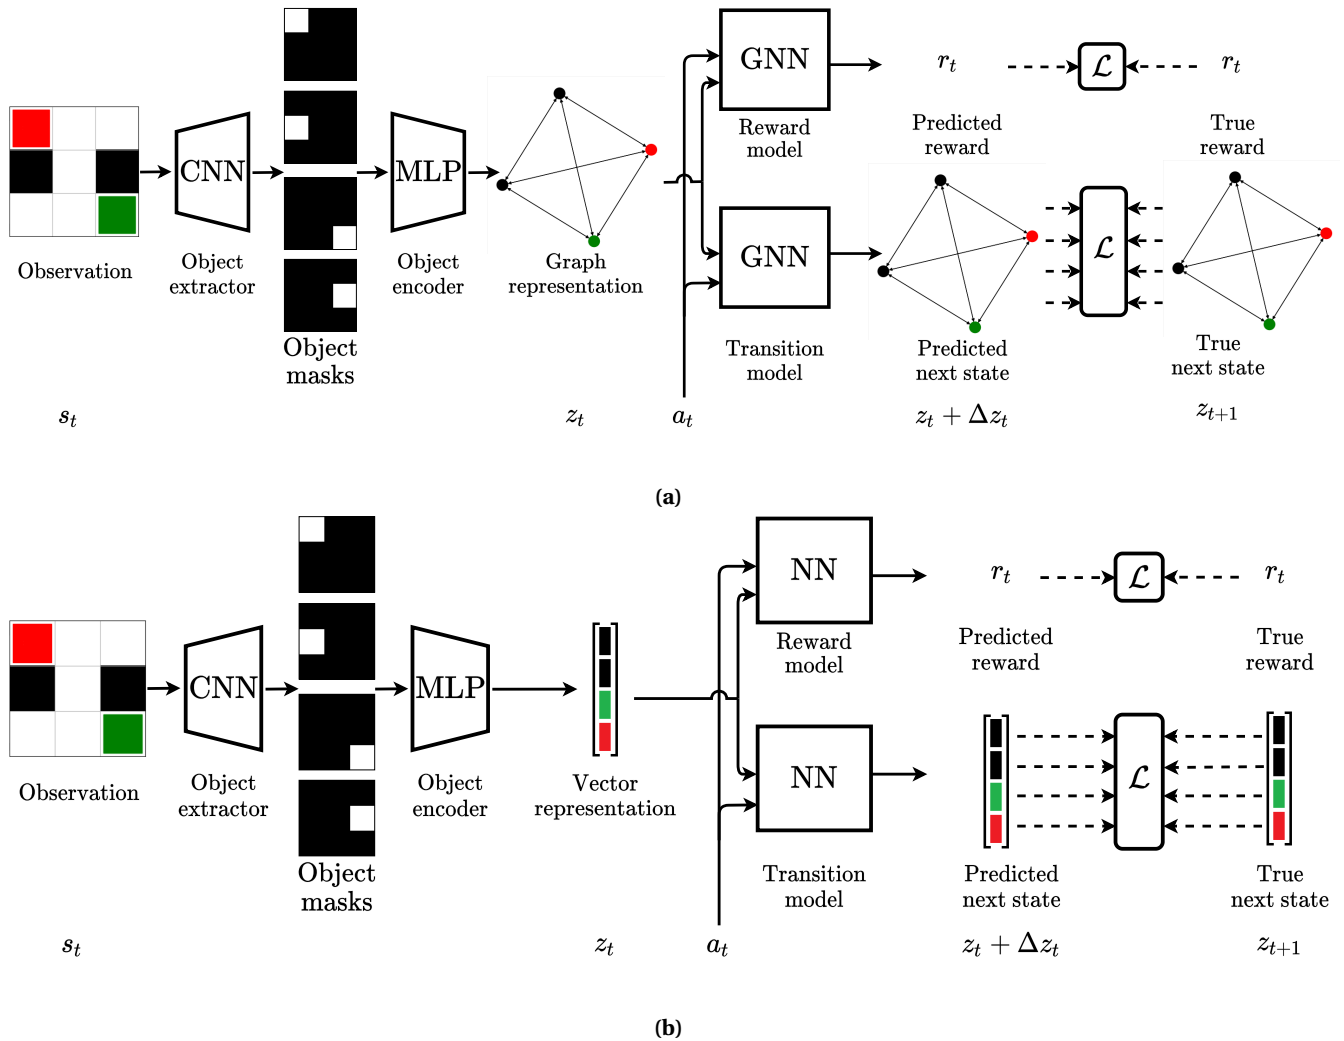 GNN
r_t
ℒ
r_t
Reward
model
Predicted
reward
True
reward
CNN
MLP
Observation
Object
extractor
Object
encoder
Graph
representation
GNN
ℒ
Object
masks
Transition
model
Predicted
next state
True
next state
s_t
z_t
a_t
z_t + Δz_t
z_{t+1}
(a)
NN
r_t
ℒ
r_t
Reward
model
Predicted
reward
True
reward
CNN
MLP
Observation
Object
extractor
Object
encoder
Vector
representation
NN
ℒ
Object
masks
Transition
model
Predicted
next state
True
next state
s_t
z_t
a_t
z_t + Δz_t
z_{t+1}
(b)